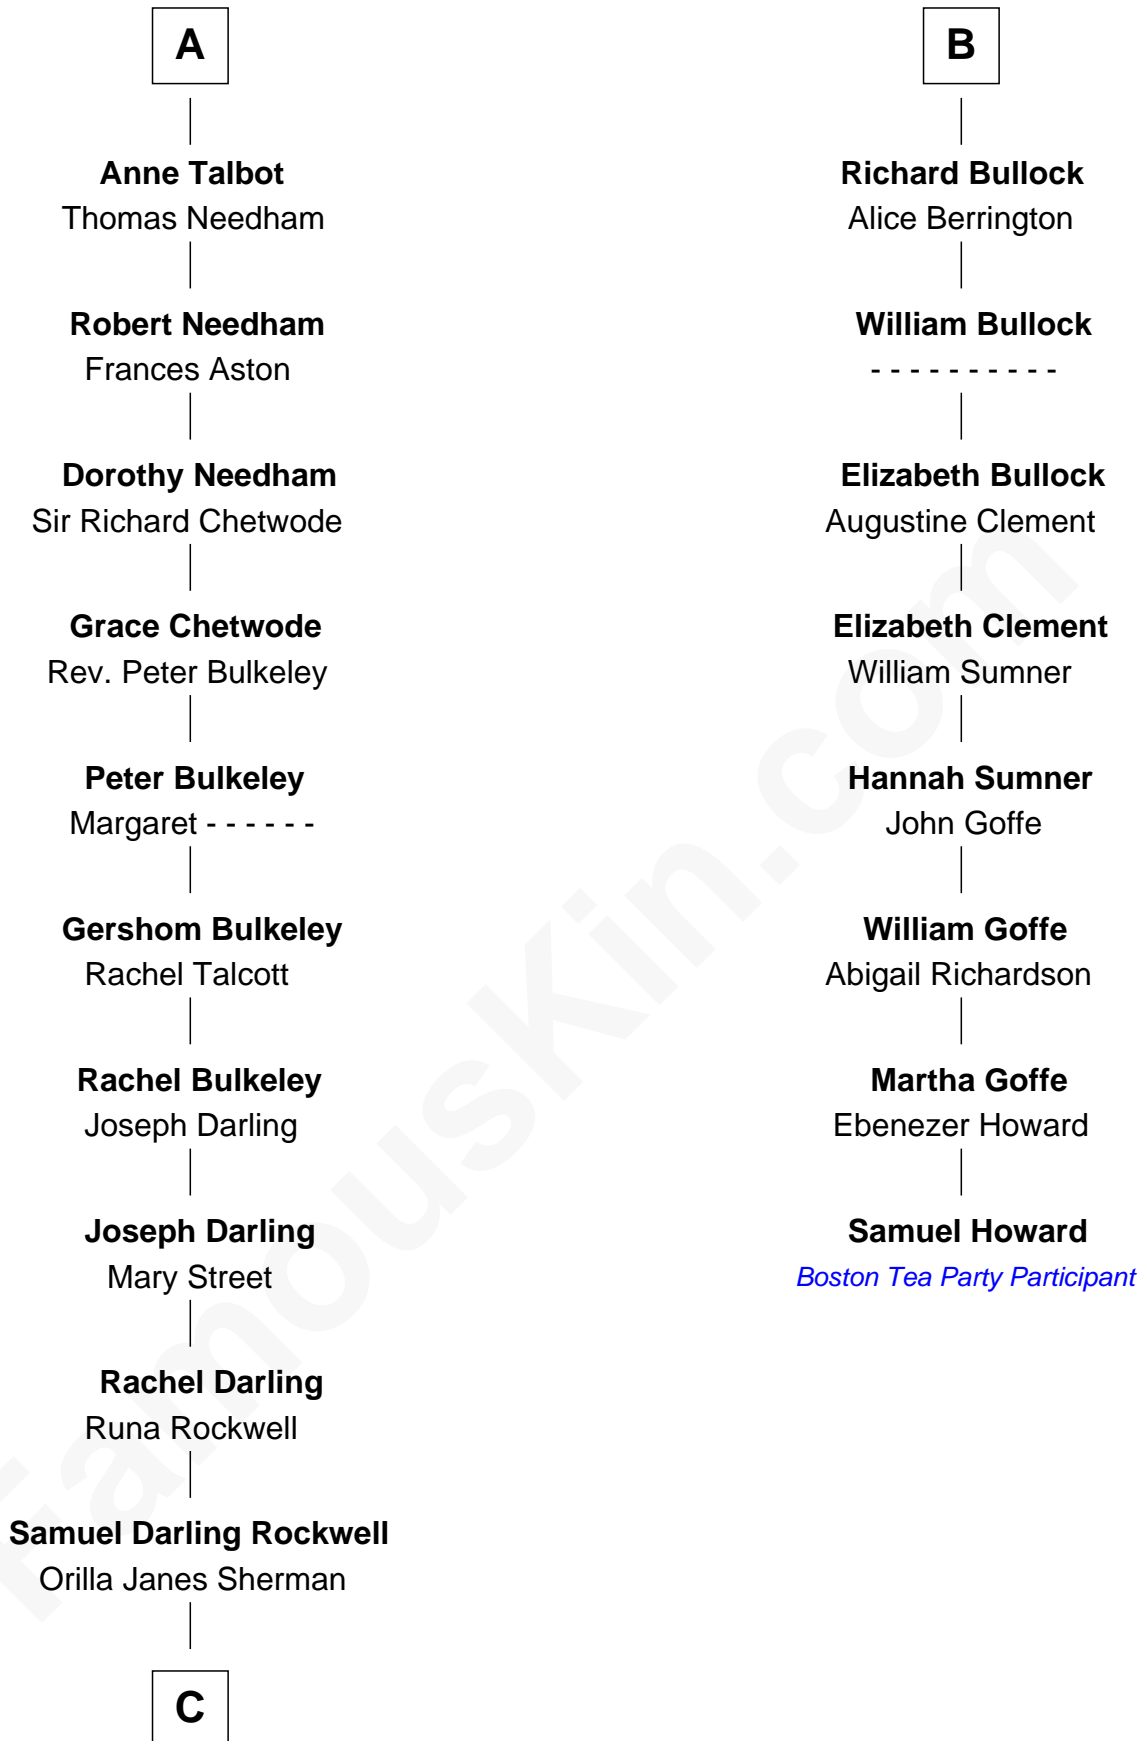 A
Anne Talbot
Thomas Needham
Robert Needham
Frances Aston
Dorothy Needham
Sir Richard Chetwode
Grace Chetwode
Rev. Peter Bulkeley
Peter Bulkeley
Margaret - - - - - -
Gershom Bulkeley
Rachel Talcott
Rachel Bulkeley
Joseph Darling
Joseph Darling
Mary Street
Rachel Darling
Runa Rockwell
Samuel Darling Rockwell
Orilla Janes Sherman
C
B
Richard Bullock
Alice Berrington
William Bullock
- - - - - - - - - -
Elizabeth Bullock
Augustine Clement
Elizabeth Clement
William Sumner
Hannah Sumner
John Goffe
William Goffe
Abigail Richardson
Martha Goffe
Ebenezer Howard
Samuel Howard
Boston Tea Party Participant
FamousKin.com